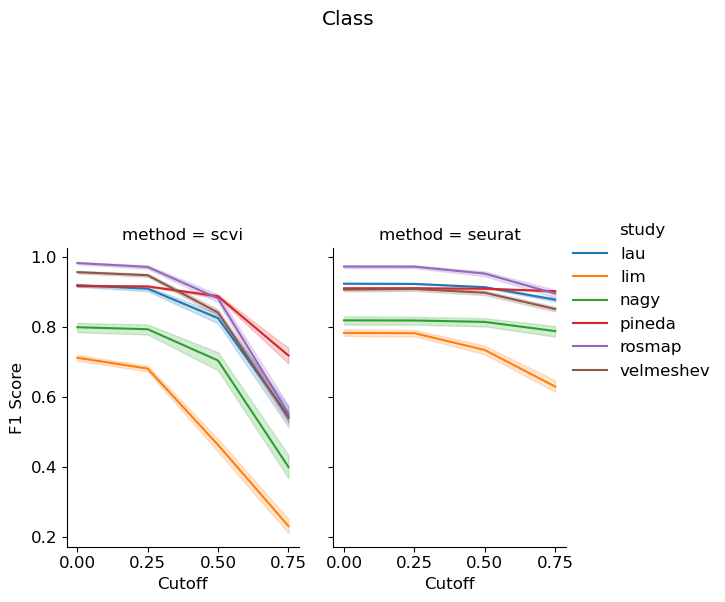 Class
method = scvi
method = seurat
F1 Score
1.0
0.8
0.6
0.4
0.2
0.00 0.25 0.50 0.75
Cutoff
0.00 0.25 0.50 0.75
Cutoff
study
lau
lim
nagy
pineda
rosmap
velmeshev